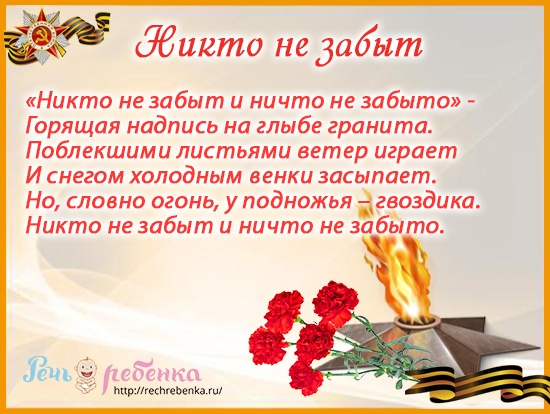 Никто не забыт
«Никто не забыт и ничто не забыто» -
Горящая надпись на глыбе гранита.
Поблекшими листьями ветер играет
И снегом холодным венки засыпает.
Но, словно огонь, у подножья – гвоздика.
Никто не забыт и ничто не забыто.
Речь ребенка
http://rechrebenka.ru/